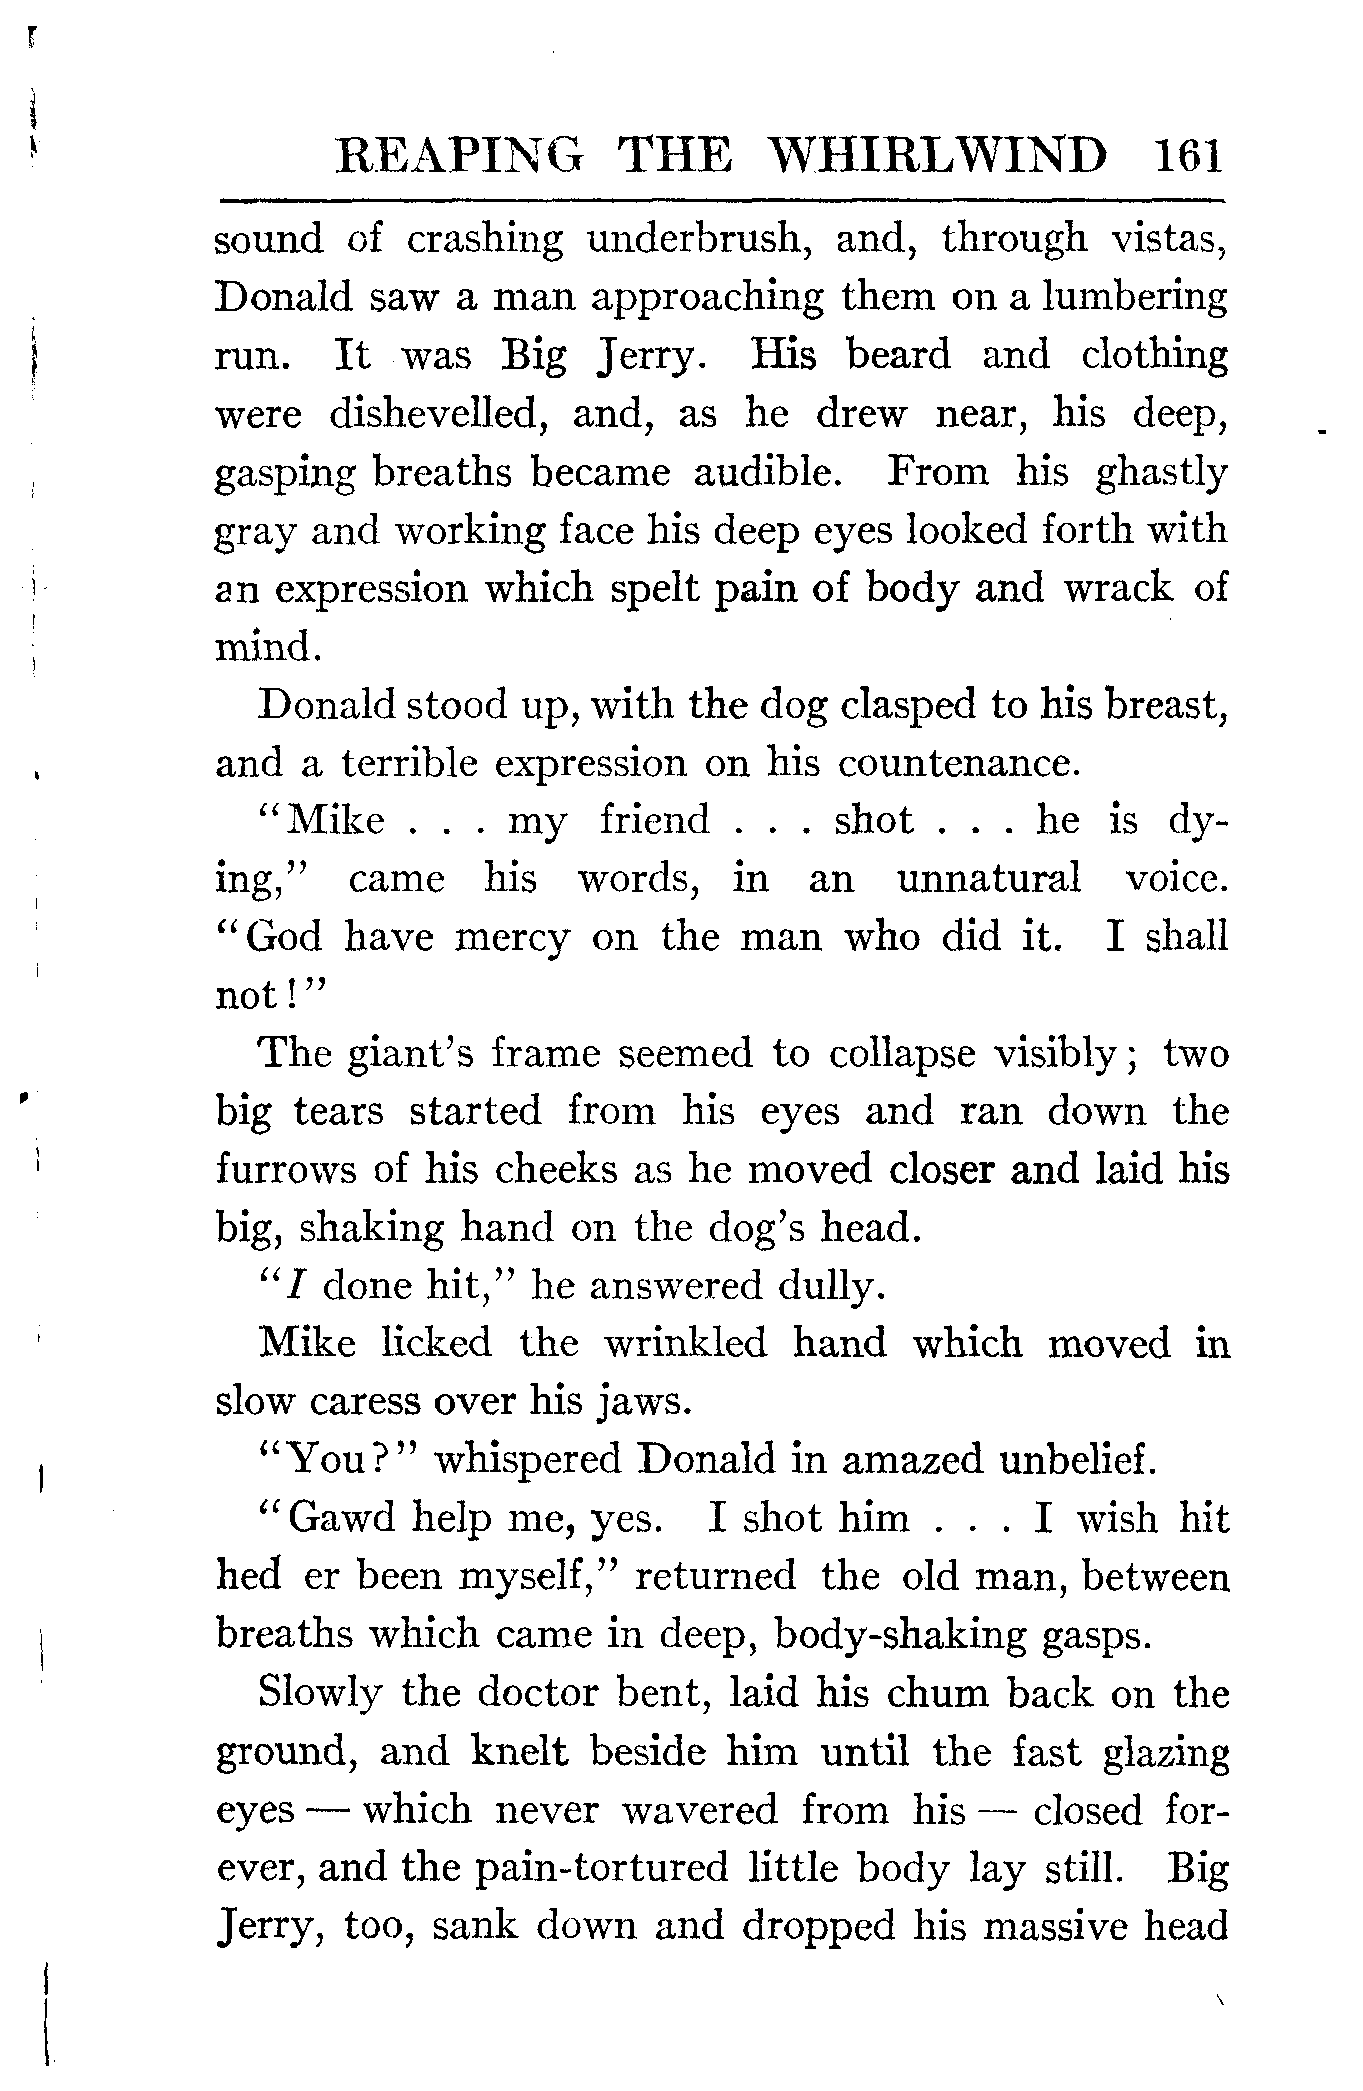 REAPING THE WHIRLWIND 161
sound of crashing underbrush, and, through vistas,
Donald saw a man approaching them on a lumbering
run. It was Big Jerry. His beard and clothing
were dishevelled, and, as he drew near, his deep,
gasping breaths became audible. From his ghastly
gray and working face his deep eyes looked forth with
an expression which spelt pain of body and wrack of
mind.
Donald stood up, with the dog clasped to his breast,
and a terrible expression on his countenance.
“Mike . . . my friend . . . shot . . . he is dy-
ing,” came his words, in an unnatural voice.
“God have mercy on the man who did it. I shall
not!”
The giant’s frame seemed to collapse visibly; two
big tears started from his eyes and ran down the
furrows of his cheeks as he moved closer and laid his
big, shaking hand on the dog’s head.
“I done hit,” he answered dully.
Mike licked the wrinkled hand which moved in
slow caress over his jaws.
“You?” whispered Donald in amazed unbelief.
“Gawd help me, yes. I shot him . . . I wish hit
hed er been myself,” returned the old man, between
breaths which came in deep, body-shaking gasps.
Slowly the doctor bent, laid his chum back on the
ground, and knelt beside him until the fast glazing
eyes — which never wavered from his — closed for-
ever, and the pain-tortured little body lay still. Big
Jerry, too, sank down and dropped his massive head